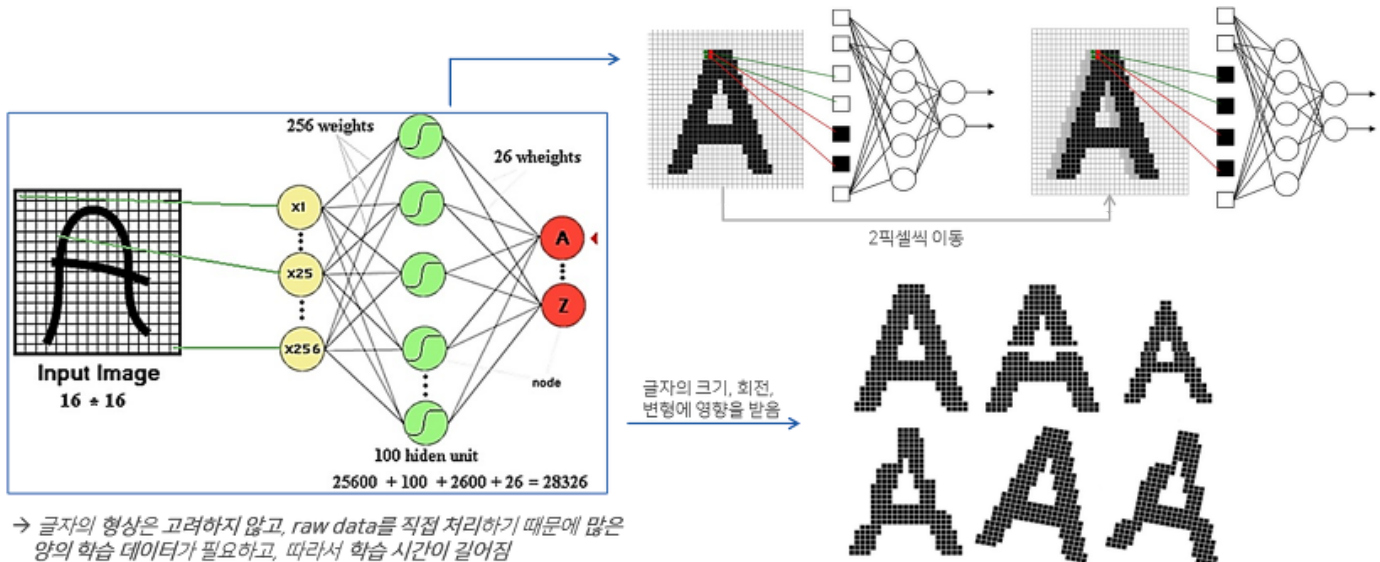 256 weights
26 wheights
x1
x25
x256
A
Z
node
Input Image
16 * 16
100 hiden unit
25600 + 100 + 2600 + 26 = 28326
→ 글자의 형상은 고려하지 않고, raw data를 직접 처리하기 때문에 많은
양의 학습 데이터가 필요하고, 따라서 학습 시간이 길어짐
2픽셀씩 이동
글자의 크기, 회전,
변형에 영향을 받음